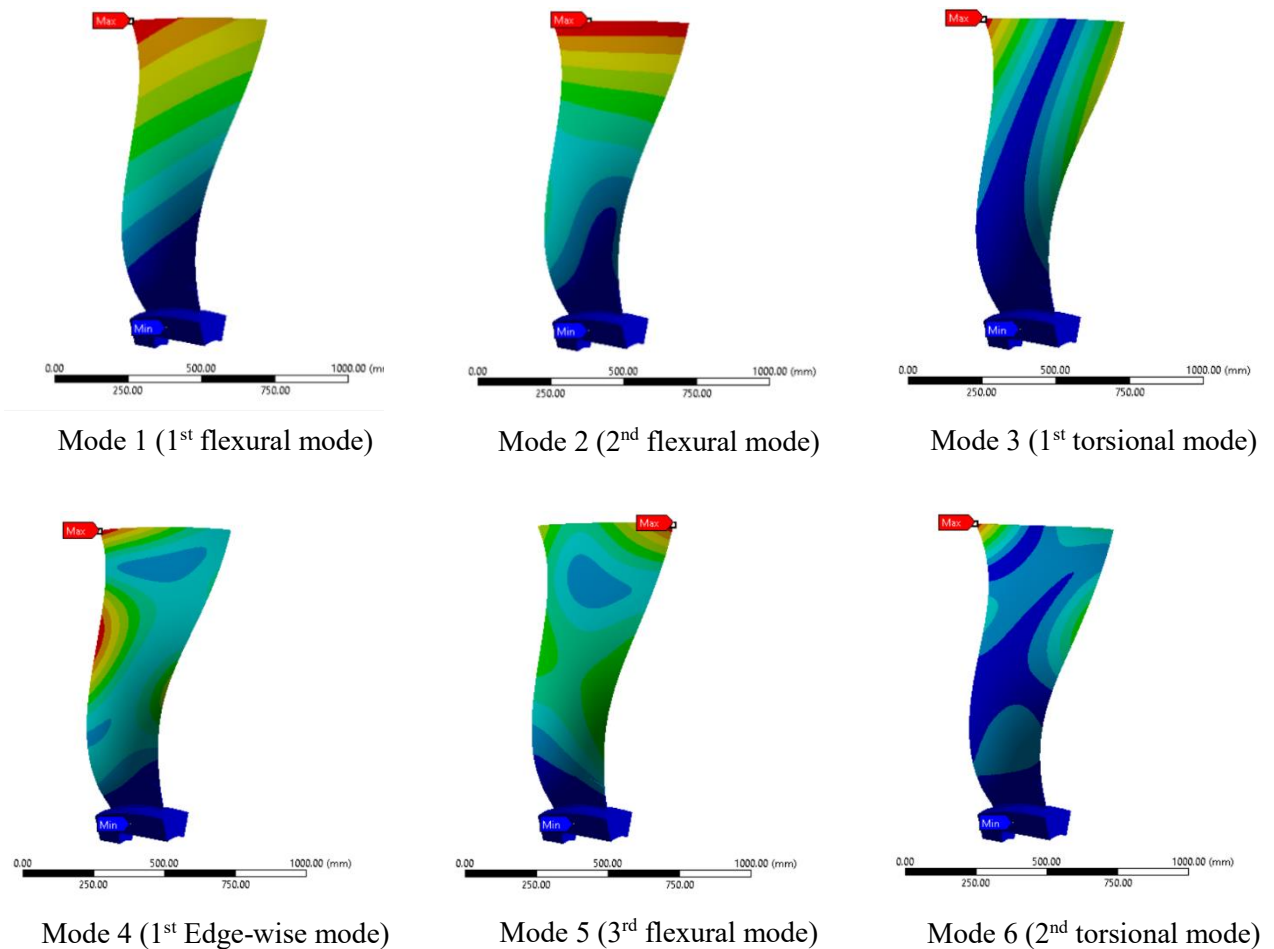 Max
Max
Max
Min
Min
Min
0.00 500.00 1000.00 (mm
250.00 750.00
0.00 500.00 1000.00 (mm)
250.00 750.00
0.00 500.00 1000.00 (mm)
250.00 750.00
Mode 1 (1st flexural mode)
Mode 2 (2nd flexural mode)
Mode 3 (1st torsional mode)
Max
Max
Max
Min
Min
Min
0.00 500.00 1000.00 (mm)
250.00 750.00
0.00 500.00 1000.00 (mm)
250.00 750.00
0.00 500.00 1000.00 (mm)
250.00 750.00
Mode 4 (1st Edge-wise mode)
Mode 5 (3rd flexural mode)
Mode 6 (2nd torsional mode)